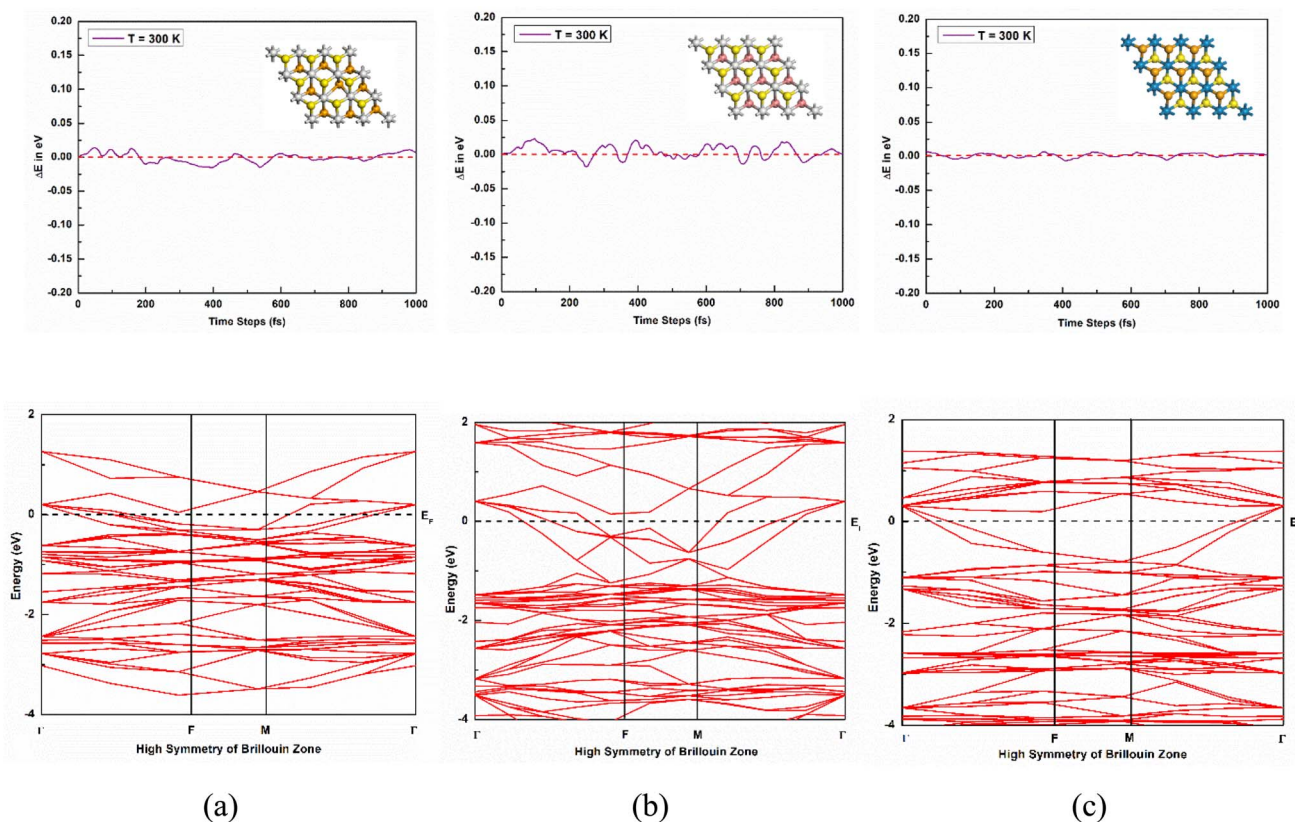 0.20
0.15
0.10
0.05
0.00
-0.05
-0.10
-0.15
-0.20
ΔE in eV
T = 300 K
0 200 400 600 800 1000
Time Steps (fs)
0.20
0.15
0.10
0.05
0.00
-0.05
-0.10
-0.15
-0.20
ΔE in eV
T = 300 K
0 200 400 600 800 1000
Time Steps (fs)
0.20
0.15
0.10
0.05
0.00
-0.05
-0.10
-0.15
-0.20
ΔE in eV
T = 300 K
0 200 400 600 800 1000
Time Steps (fs)
2
0
-2
-4
Energy (eV)
E_F
Γ F M Γ
High Symmetry of Brillouin Zone
2
0
-2
-4
Energy (eV)
E
Γ F M Γ
High Symmetry of Brillouin Zone
2
0
-2
-4
Energy (eV)
E
Γ F M Γ
High Symmetry of Brillouin Zone
(a) (b) (c)